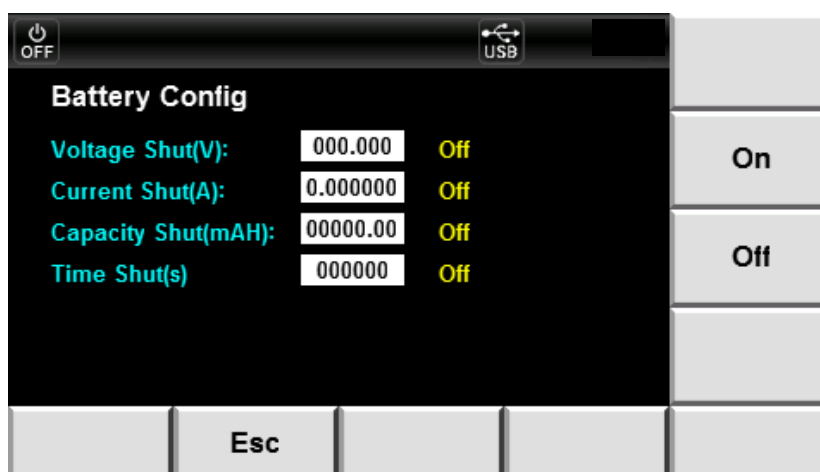 OFF USB
Battery Config
Voltage Shut(V): 000.000 Off
On
Current Shut(A): 0.000000 Off
Capacity Shut(mAH): 00000.00 Off
Off
Time Shut(s) 000000 Off
Esc